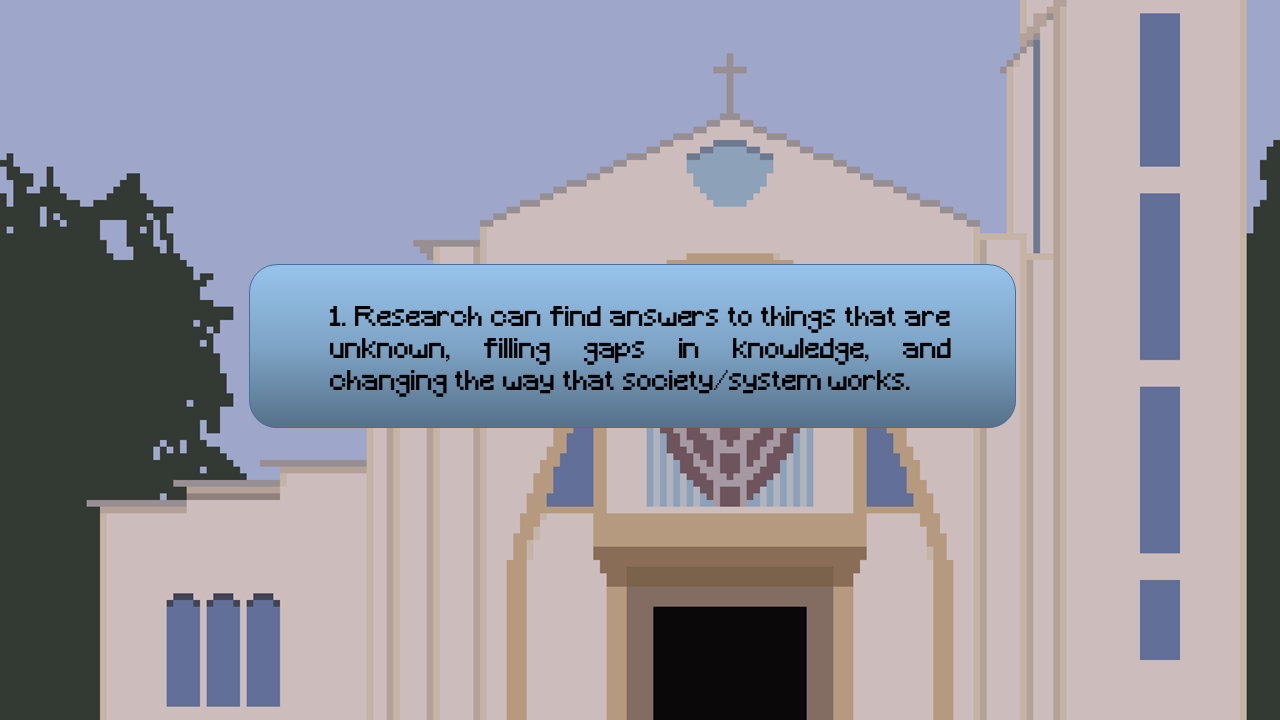 1. Research can find answers to things that are
unknown, filling gaps in knowledge, and
changing the way that society/system works.